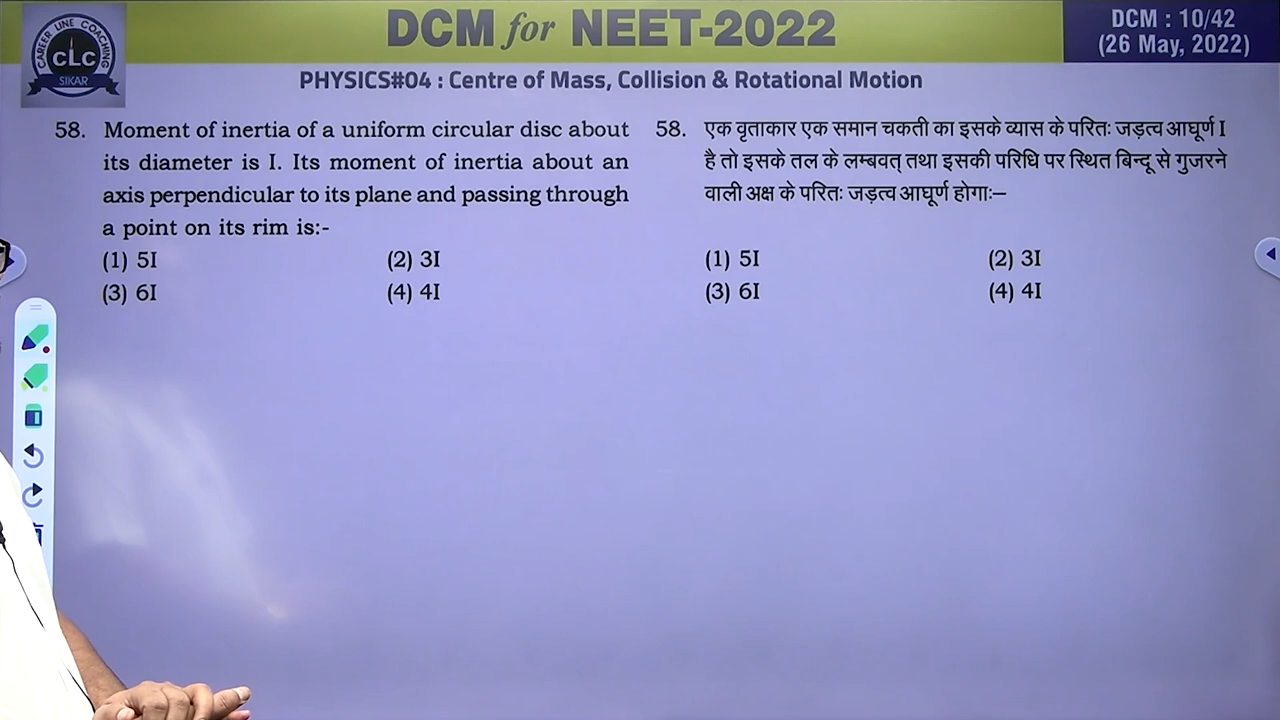 DCM for NEET-2022
DCM : 10/42
(26 May, 2022)
CAREER LINE COACHING
CLC
SIKAR
PHYSICS#04 : Centre of Mass, Collision & Rotational Motion
58. Moment of inertia of a uniform circular disc about
its diameter is I. Its moment of inertia about an
axis perpendicular to its plane and passing through
a point on its rim is:-
(1) 5I (2) 3I
(3) 6I (4) 4I
58. एक वृताकार एक समान चकती का इसके व्यास के परितः जड़त्व आघूर्ण I
है तो इसके तल के लम्बवत् तथा इसकी परिधि पर स्थित बिन्दू से गुजरने
वाली अक्ष के परितः जड़त्व आघूर्ण होगाः–
(1) 5I (2) 3I
(3) 6I (4) 4I